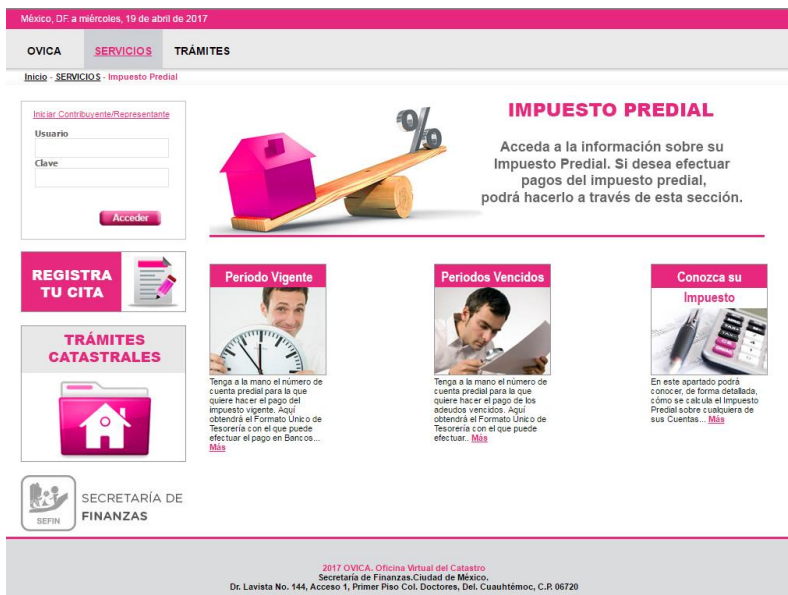 México, DF. a miércoles, 19 de abril de 2017
OVICA
SERVICIOS
TRÁMITES
Inicio - SERVICIOS - Impuesto Predial
Iniciar Contribuyente/Representante
Usuario
Clave
Acceder
REGISTRA
TU CITA
TRÁMITES
CATASTRALES
SEFIN
SECRETARÍA DE
FINANZAS
%
IMPUESTO PREDIAL
Acceda a la información sobre su
Impuesto Predial. Si desea efectuar
pagos del impuesto predial,
podrá hacerlo a través de esta sección.
Periodo Vigente
Tenga a la mano el número de
cuenta predial para la que
quiere hacer el pago del
impuesto vigente. Aquí
obtendrá el Formato Único de
Tesorería con el que puede
efectuar el pago en Bancos...
Más
Periodos Vencidos
Tenga a la mano el número de
cuenta predial para la que
quiere hacer el pago de los
adeudos vencidos. Aquí
obtendrá el Formato Único de
Tesorería con el que puede
efectuar.. Más
Conozca su
Impuesto
En este apartado podrá
conocer, de forma detallada,
cómo se calcula el Impuesto
Predial sobre cualquiera de
sus Cuentas... Más
2017 OVICA. Oficina Virtual del Catastro
Secretaría de Finanzas.Ciudad de México.
Dr. Lavista No. 144, Acceso 1, Primer Piso Col. Doctores, Del. Cuauhtémoc, C.P. 06720